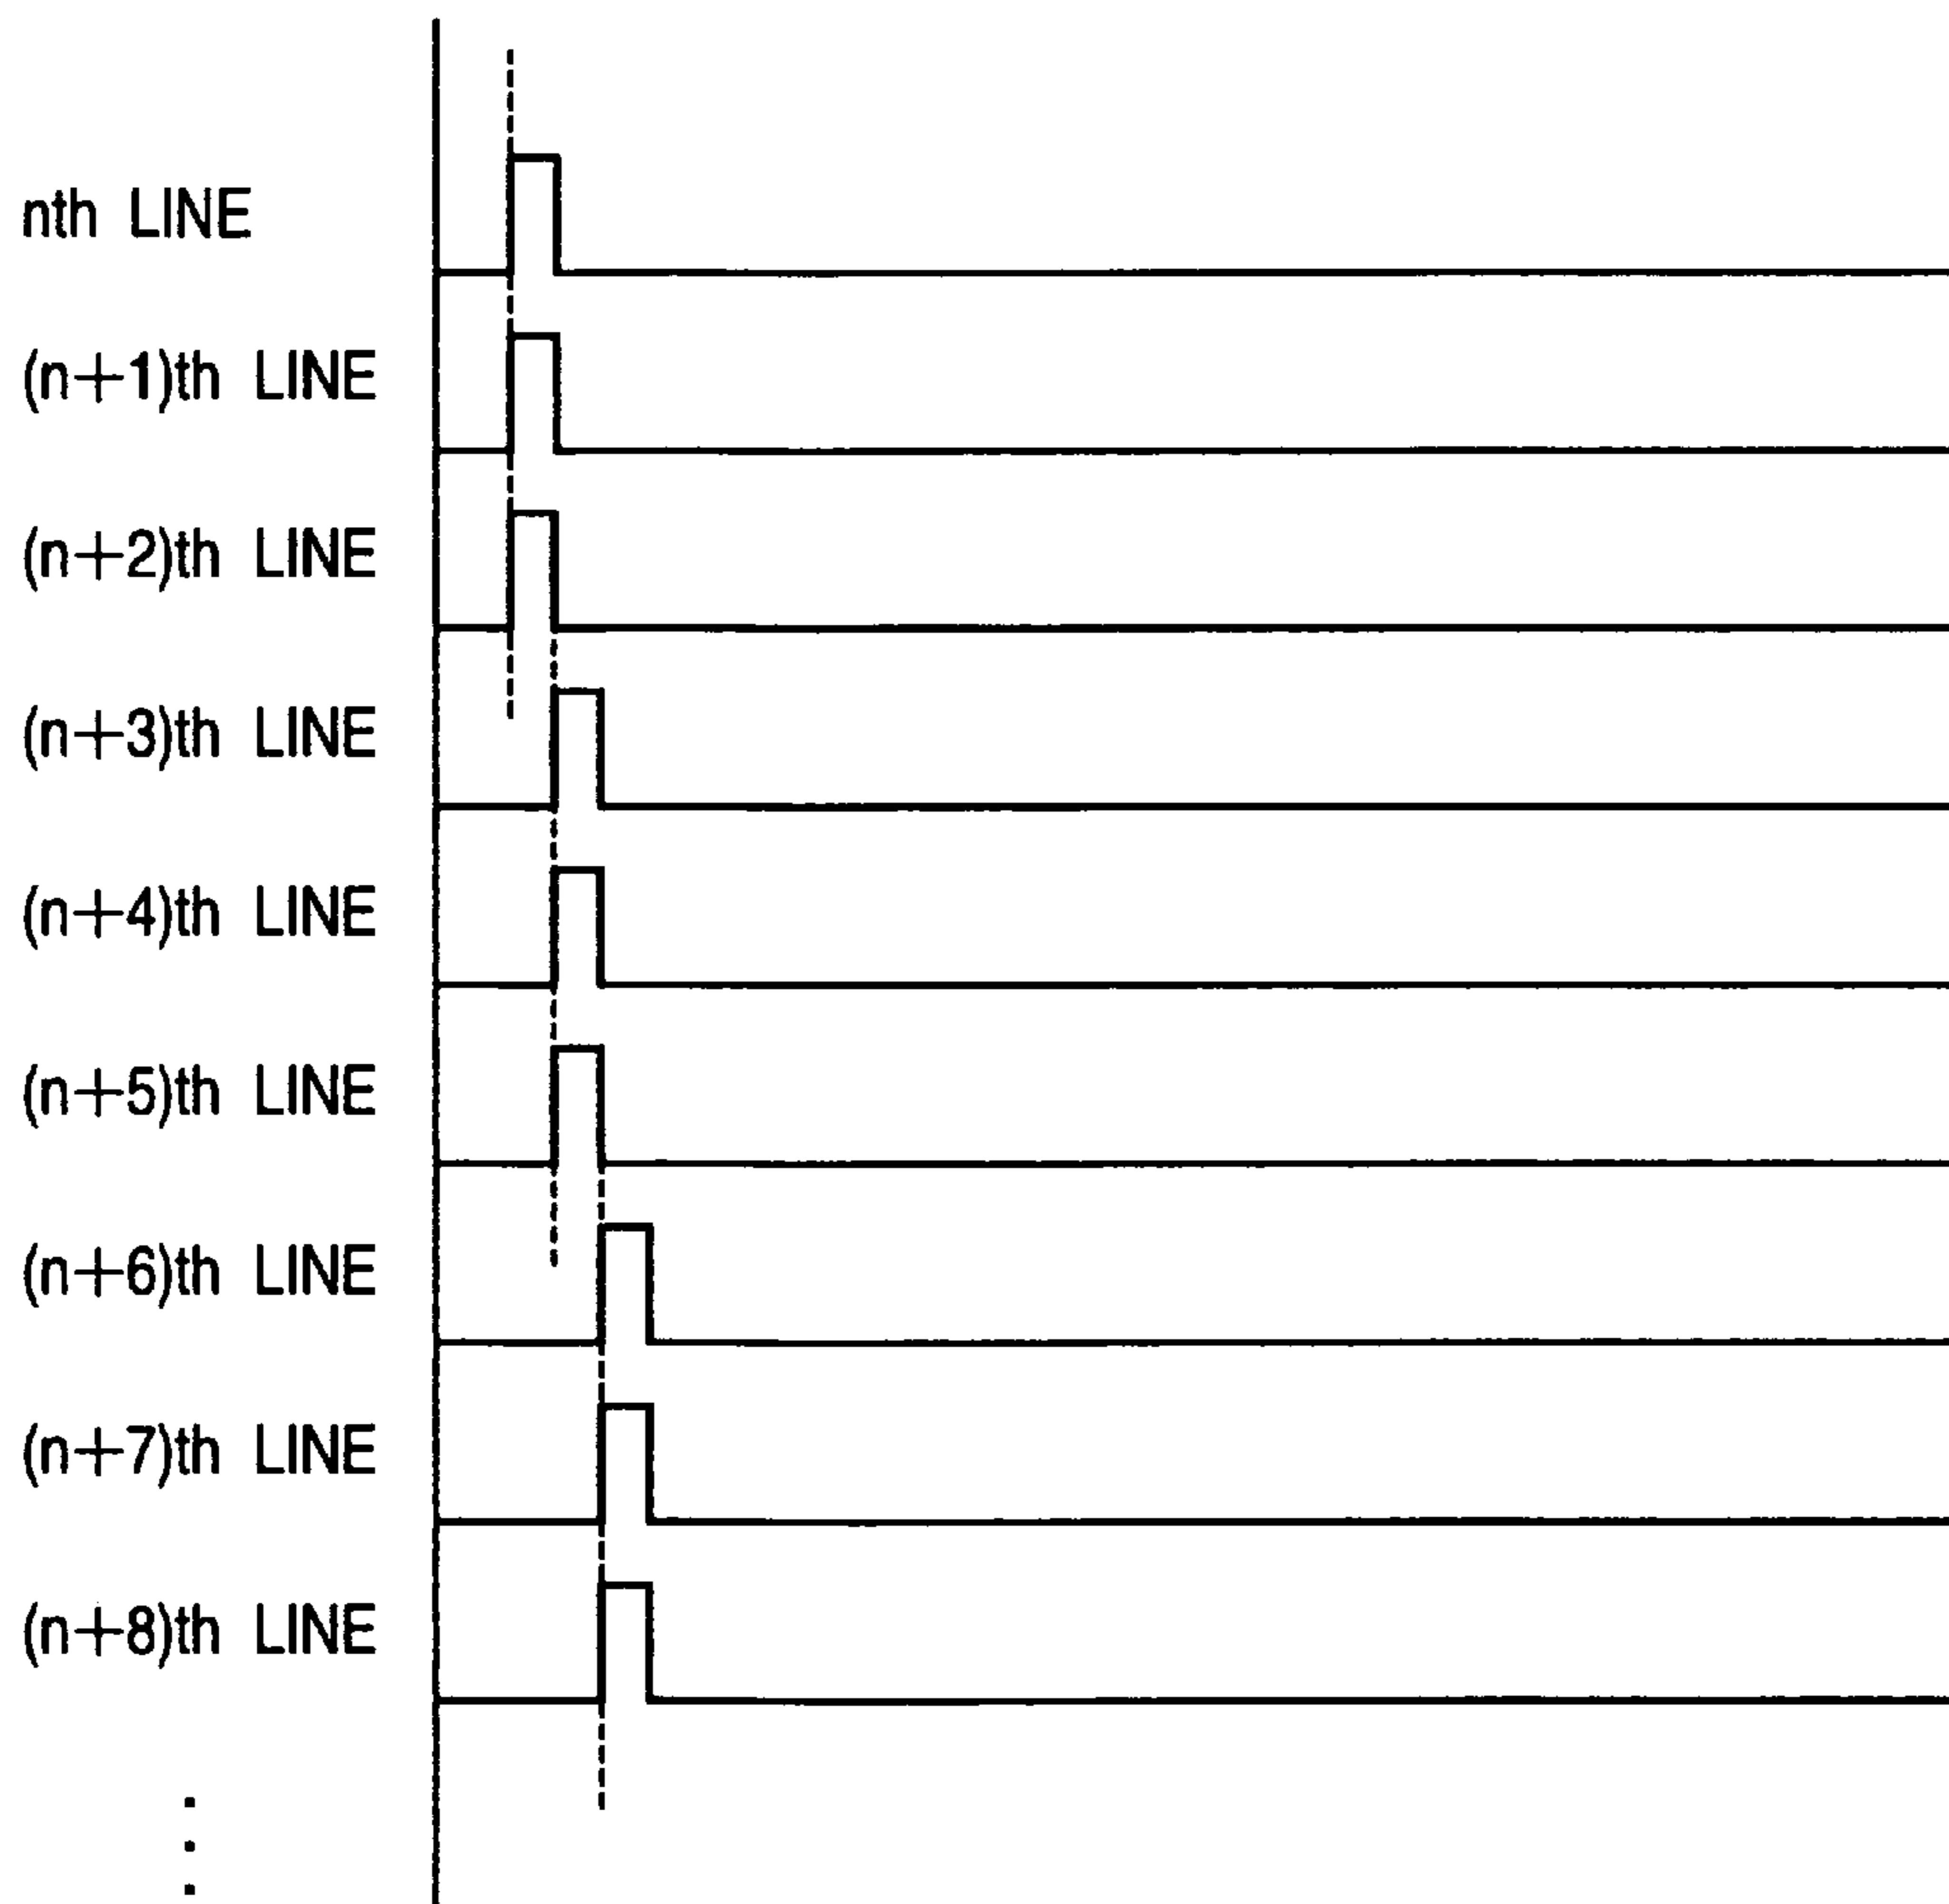 nth LINE
(n+1)th LINE
(n+2)th LINE
(n+3)th LINE
(n+4)th LINE
(n+5)th LINE
(n+6)th LINE
(n+7)th LINE
(n+8)th LINE